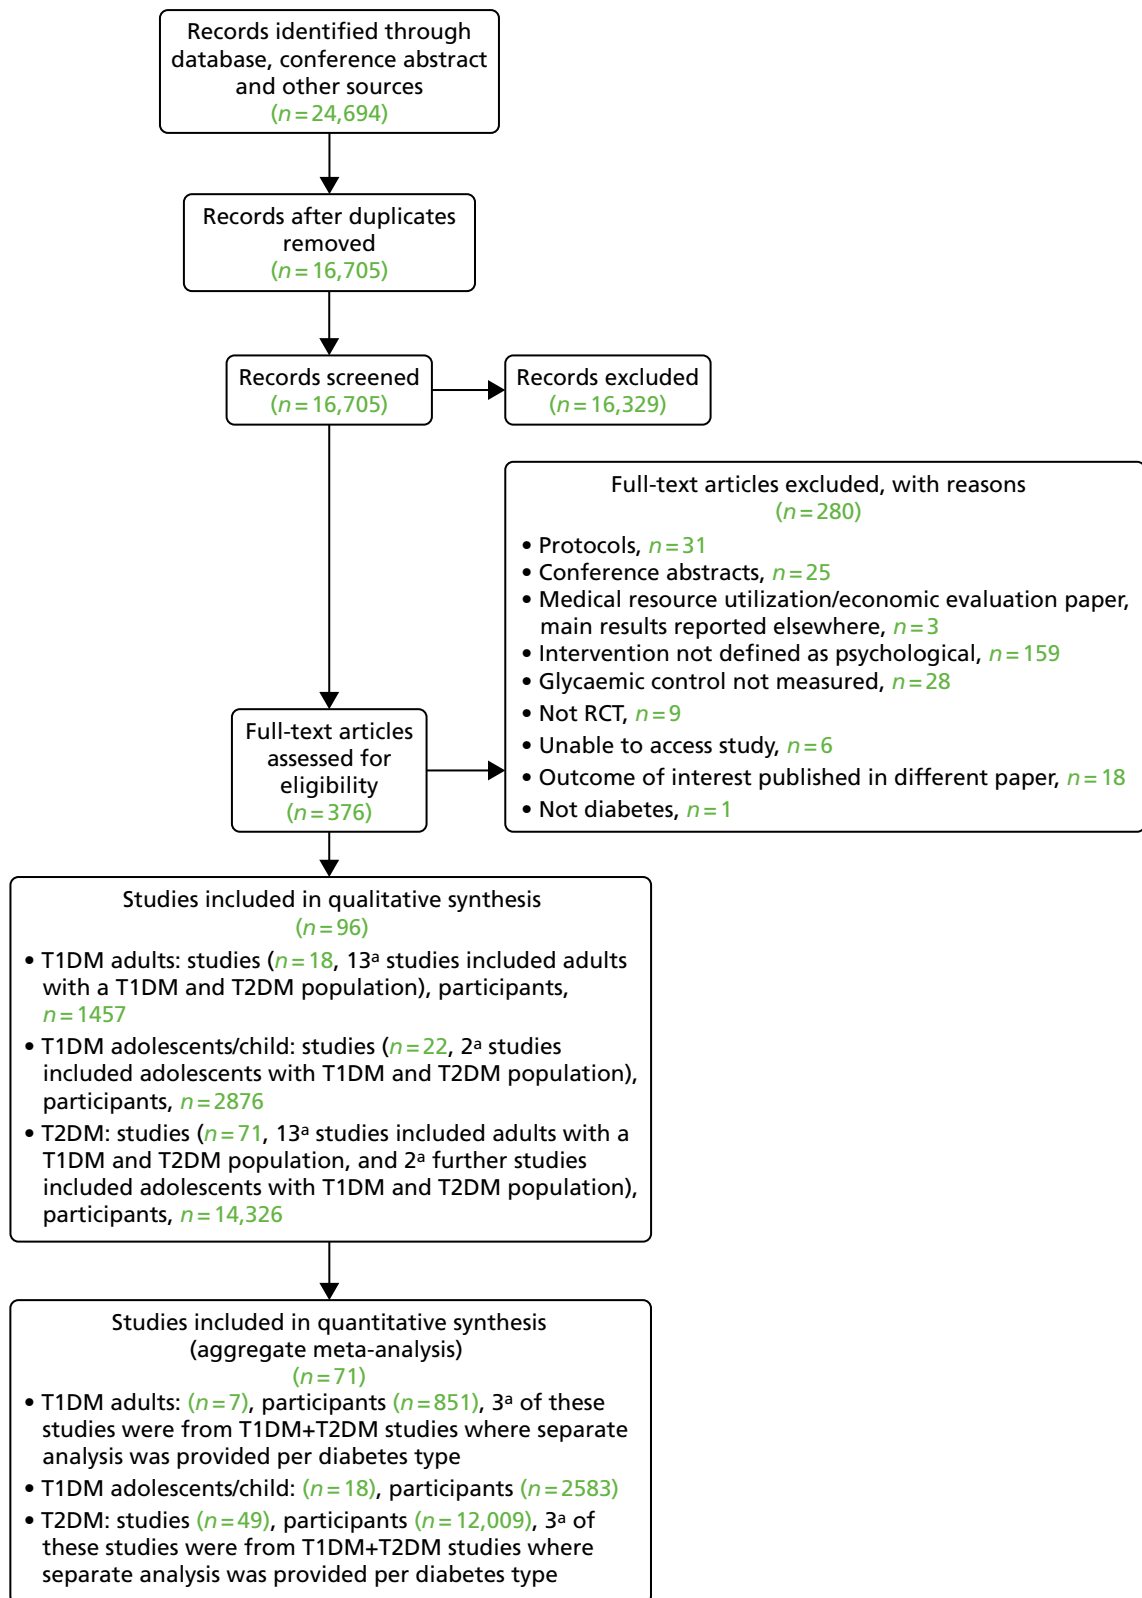 Records identified through
database, conference abstract
and other sources
(n = 24,694)
Records after duplicates
removed
(n = 16,705)
Records screened
(n = 16,705)
Records excluded
(n = 16,329)
Full-text articles excluded, with reasons
(n = 280)
• Protocols, n = 31
• Conference abstracts, n = 25
• Medical resource utilization/economic evaluation paper,
main results reported elsewhere, n = 3
• Intervention not defined as psychological, n = 159
• Glycaemic control not measured, n = 28
• Not RCT, n = 9
• Unable to access study, n = 6
• Outcome of interest published in different paper, n = 18
• Not diabetes, n = 1
Full-text articles
assessed for
eligibility
(n = 376)
Studies included in qualitative synthesis
(n = 96)
• T1DM adults: studies (n = 18, 13ª studies included adults
with a T1DM and T2DM population), participants,
n = 1457
• T1DM adolescents/child: studies (n = 22, 2ª studies
included adolescents with T1DM and T2DM population),
participants, n = 2876
• T2DM: studies (n = 71, 13ª studies included adults with a
T1DM and T2DM population, and 2ª further studies
included adolescents with T1DM and T2DM population),
participants, n = 14,326
Studies included in quantitative synthesis
(aggregate meta-analysis)
(n = 71)
• T1DM adults: (n = 7), participants (n = 851), 3ª of these
studies were from T1DM+T2DM studies where separate
analysis was provided per diabetes type
• T1DM adolescents/child: (n = 18), participants (n = 2583)
• T2DM: studies (n = 49), participants (n = 12,009), 3ª of
these studies were from T1DM+T2DM studies where
separate analysis was provided per diabetes type